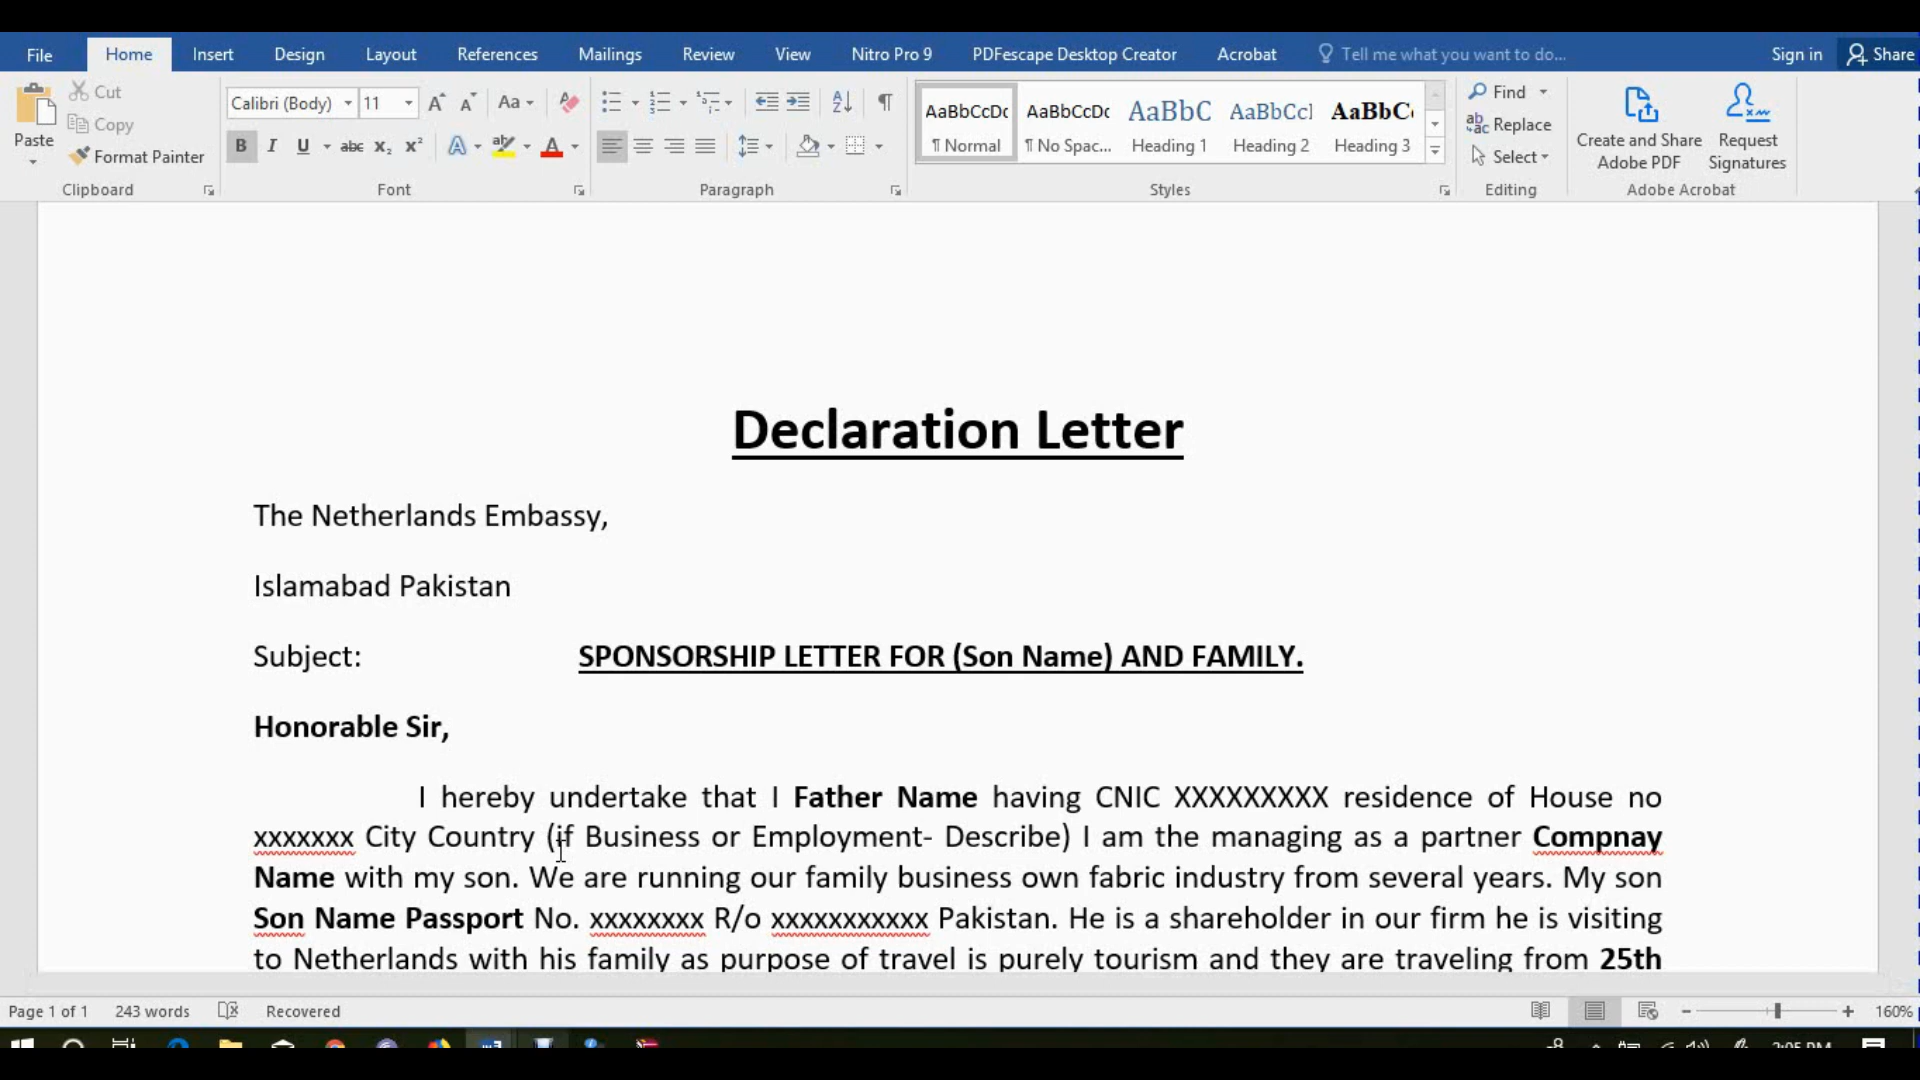 File Home Insert Design Layout References Mailings Review View Nitro Pro 9 PDFescape Desktop Creator Acrobat Tell me what you want to do... Sign in Share
Cut
Copy
Format Painter
Paste
Clipboard
Calibri (Body) 11
Aa
B I U abc X₂ X² A ab A
Font
Paragraph
AaBbCcDc AaBbCcDc AaBbC AaBbCcI AaBbC
¶ Normal ¶ No Spac... Heading 1 Heading 2 Heading 3
Styles
Find
Replace
Select
Editing
Create and Share Adobe PDF
Request Signatures
Adobe Acrobat
Declaration Letter
The Netherlands Embassy,
Islamabad Pakistan
Subject: SPONSORSHIP LETTER FOR (Son Name) AND FAMILY.
Honorable Sir,
I hereby undertake that I Father Name having CNIC XXXXXXXXX residence of House no
xxxxxxx City Country (if Business or Employment- Describe) I am the managing as a partner Compnay
Name with my son. We are running our family business own fabric industry from several years. My son
Son Name Passport No. xxxxxxxx R/o xxxxxxxxxxx Pakistan. He is a shareholder in our firm he is visiting
to Netherlands with his family as purpose of travel is purely tourism and they are traveling from 25th
Page 1 of 1 243 words Recovered 160%